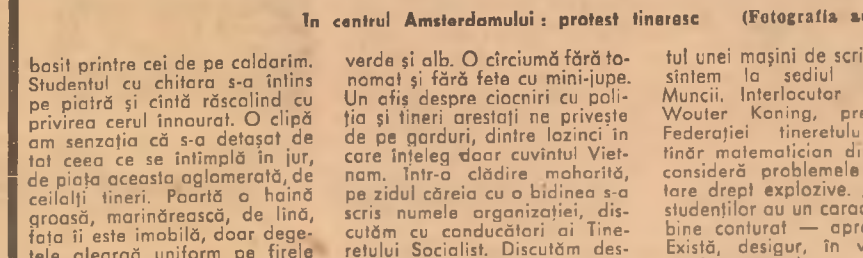 In centrul Amsterdamului : protest tineresc (Fotografia
basit printre cei de pe caldarim.
Studentul cu chitara s-a întins
pe piatră și cîntă răscolind cu
privirea cerul înnourat. O clipă
am senzația că s-a detașat de
tot ceea ce se întîmplă în jur,
de piața aceasta aglomerată, de
ceilalți tineri. Poartă o haină
groasă, marinărească, de lînă,
fața îi este imobilă, doar dege-
tele aleargă uniform pe firele
verde și alb. O cîrciumă fără to-
nomat și fără fete cu mini-jupe.
Un afiș despre ciocniri cu poli-
ția și tineri arestați ne privește
de pe garduri, dintre lozinci în
care înțeleg doar cuvîntul Viet-
nam. Într-o clădire mohorită,
pe zidul căreia cu o bidinea s-a
scris numele organizației, dis-
cutăm cu conducători ai Tine-
retului Socialist. Discutăm des-
tul unei mașini de scri
sîntem la sediul
Muncii. Interlocutor
Wouter Koning, pre
Federației tineretulu
tînăr matematician di
consideră problemele
tare drept explozive.
studenților au un carac
bine conturat — apr
Există, desigur, în v